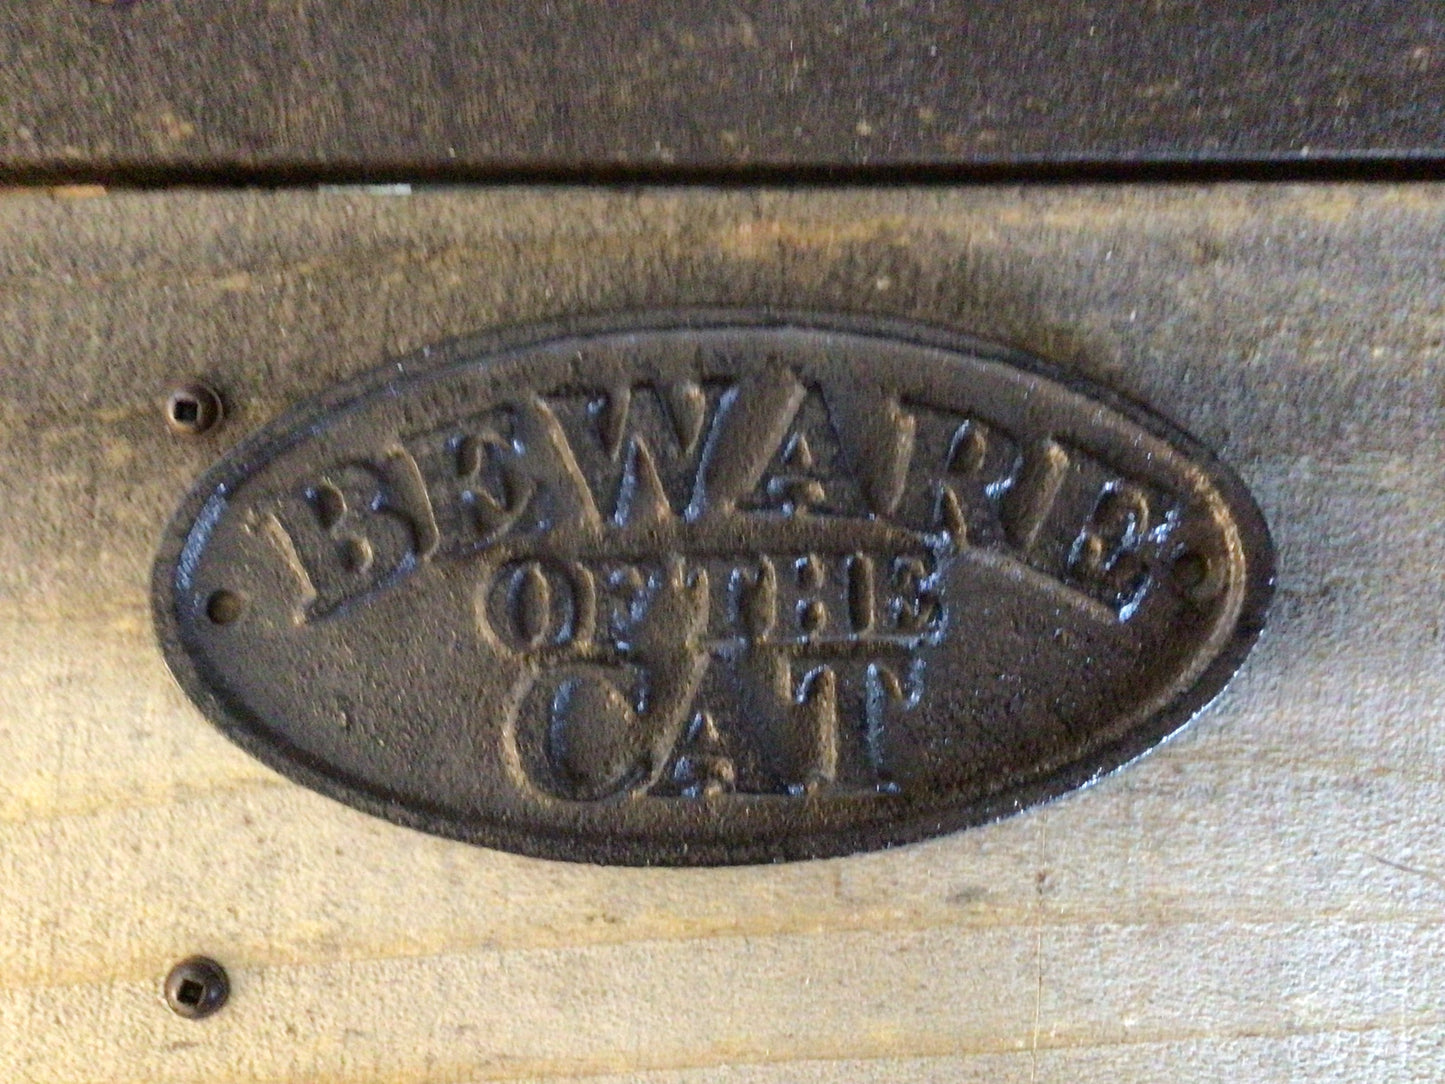 BEWARE
OF THE
CAT